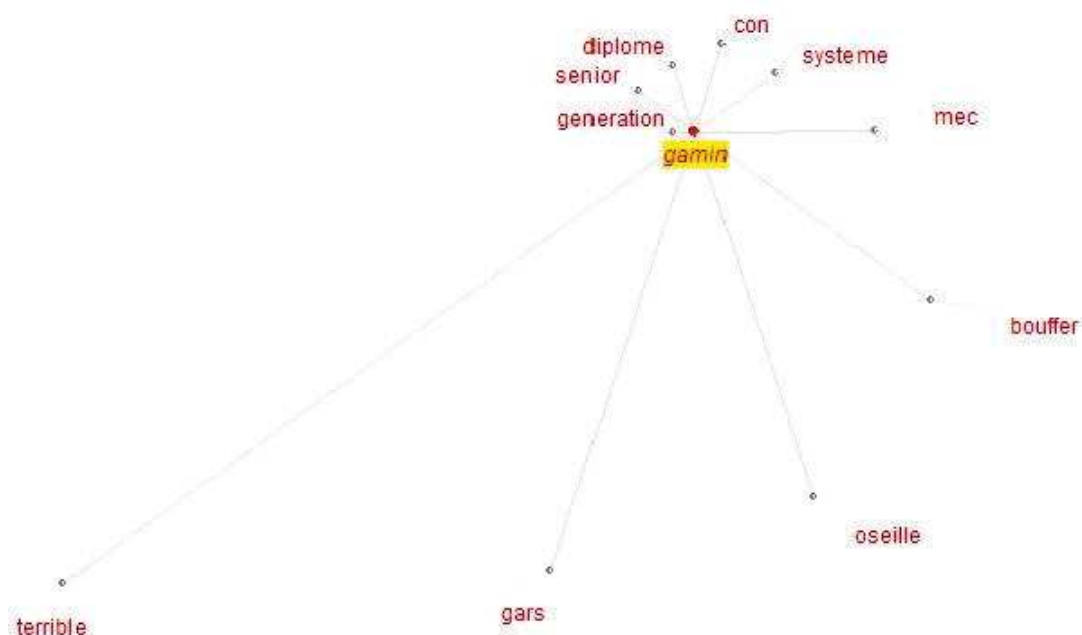 con
diplome
systeme
senior
generation
mec
gamin
bouffer
oseille
gars
terrible